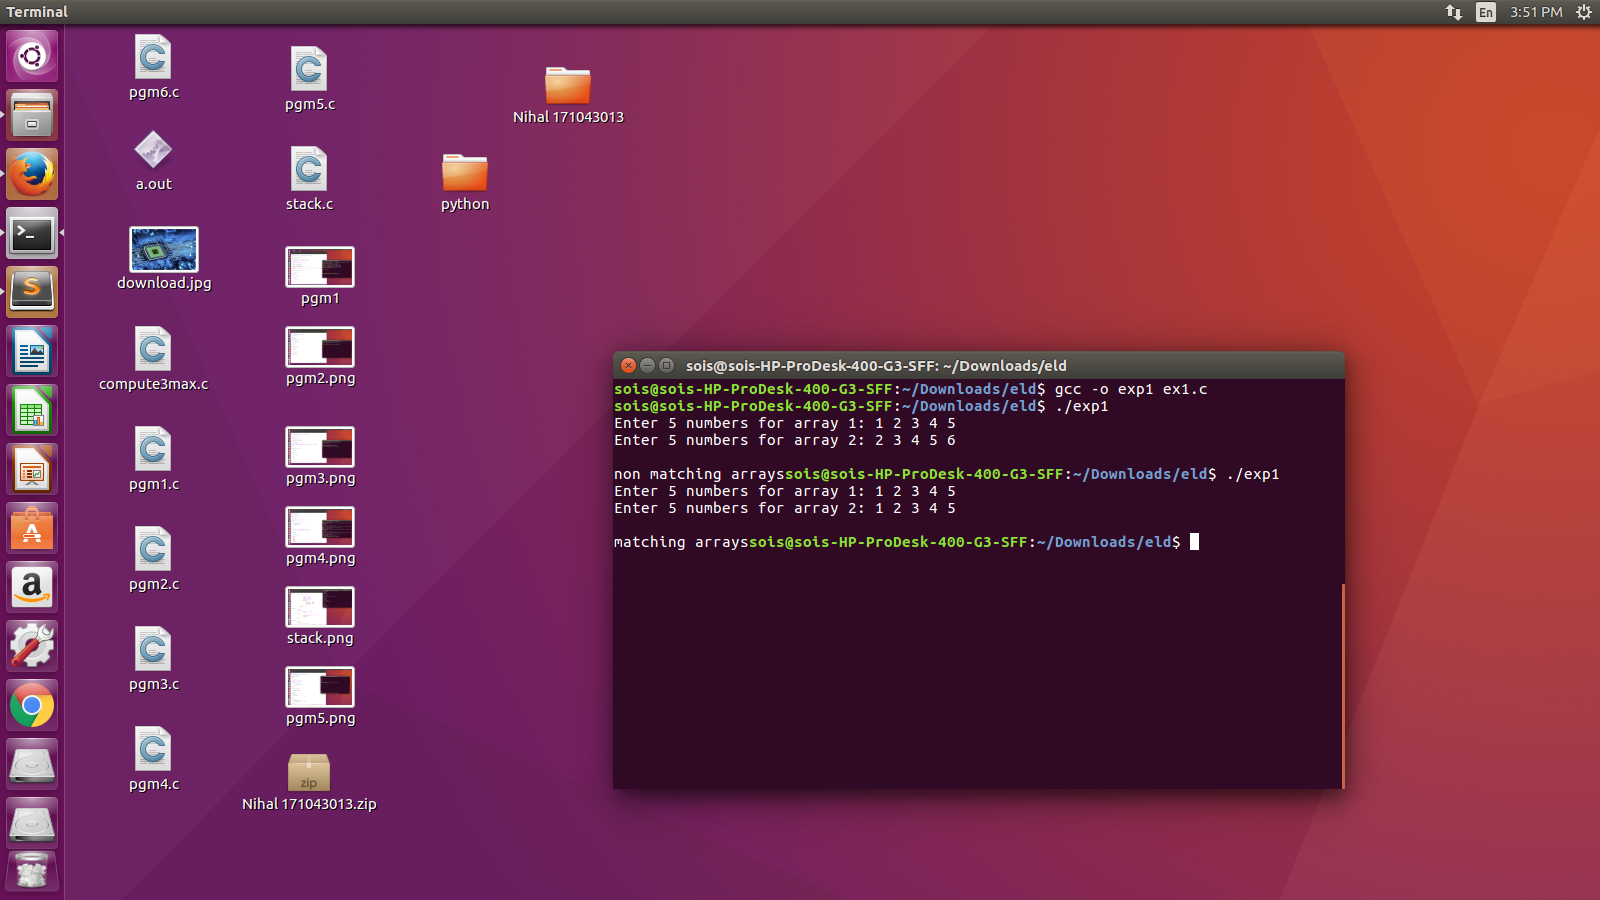 Terminal
En
3:51 PM
pgm6.c
pgm5.c
Nihal 171043013
a.out
stack.c
python
download.jpg
pgm1
compute3max.c
pgm2.png
pgm1.c
pgm3.png
pgm2.c
pgm4.png
pgm3.c
stack.png
pgm4.c
pgm5.png
zip
Nihal 171043013.zip
sois@sois-HP-ProDesk-400-G3-SFF: ~/Downloads/eld
sois@sois-HP-ProDesk-400-G3-SFF:~/Downloads/eld$ gcc -o exp1 ex1.c
sois@sois-HP-ProDesk-400-G3-SFF:~/Downloads/eld$ ./exp1
Enter 5 numbers for array 1: 1 2 3 4 5
Enter 5 numbers for array 2: 2 3 4 5 6
non matching arrayssois@sois-HP-ProDesk-400-G3-SFF:~/Downloads/eld$ ./exp1
Enter 5 numbers for array 1: 1 2 3 4 5
Enter 5 numbers for array 2: 1 2 3 4 5
matching arrayssois@sois-HP-ProDesk-400-G3-SFF:~/Downloads/eld$